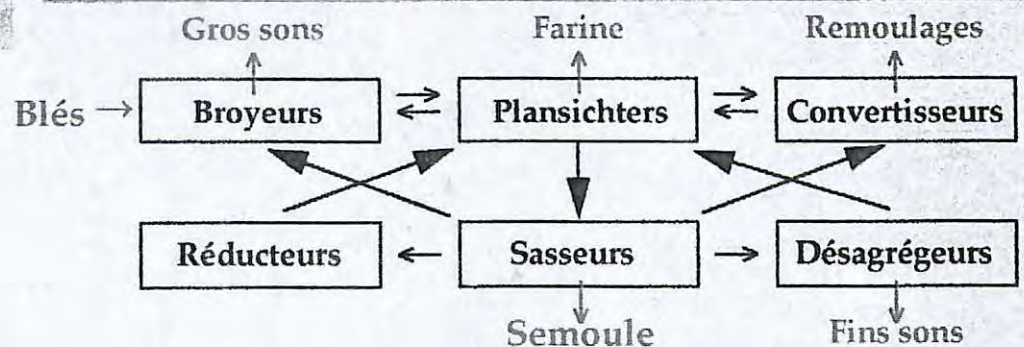 Gros sons Farine Remoulages
Blés → Broyeurs Plansichters Convertisseurs
Réducteurs Sasseurs Désagrégeurs
Semoule Fins sons